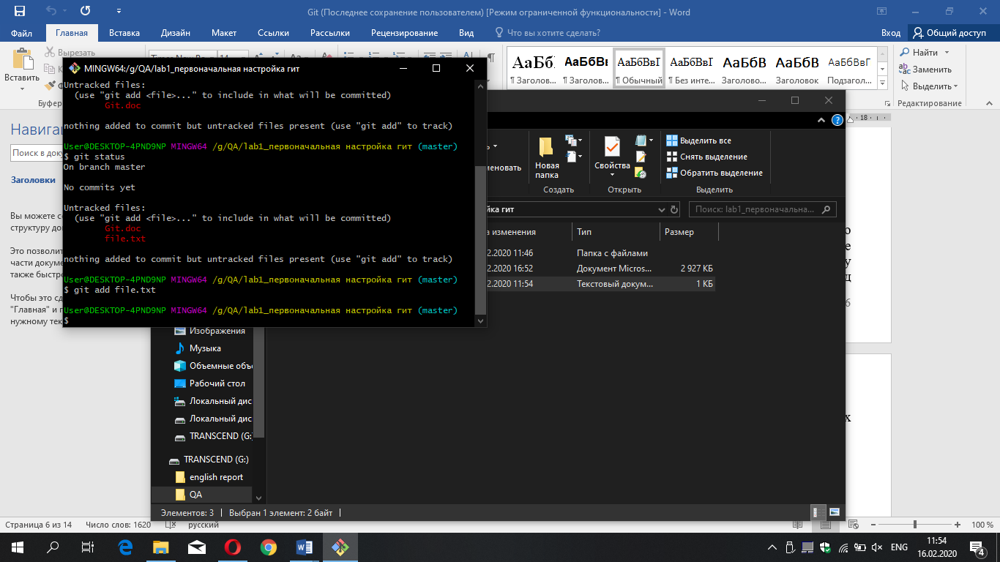 Git (Последнее сохранение пользователем) [Режим ограниченной функциональности] - Word
Файл
Главная
Вставка
Дизайн
Макет
Ссылки
Рассылки
Рецензирование
Вид
Что вы хотите сделать?
Вход
Общий доступ
Вставить
Вырезать
Буфер
АаБбІ
АаБбВв
АаБбВвГ
АаБбВвГ
АаБбВ
АаБбВ
АаБбВвГ
¶ Заголов...
¶ Заголов...
¶ Обычный
¶ Без инте...
Заголово...
Заголовок
Подзагол...
Найти
Заменить
Выделить
Редактирование
MINGW64:/g/QA/lab1_первоначальная настройка гит
Untracked files:
(use "git add <file>..." to include in what will be committed)
Git.doc
nothing added to commit but untracked files present (use "git add" to track)
User@DESKTOP-4PND9NP MINGW64 /g/QA/lab1_первоначальная настройка гит (master)
$ git status
On branch master
No commits yet
Untracked files:
(use "git add <file>..." to include in what will be committed)
Git.doc
file.txt
nothing added to commit but untracked files present (use "git add" to track)
User@DESKTOP-4PND9NP MINGW64 /g/QA/lab1_первоначальная настройка гит (master)
$ git add file.txt
User@DESKTOP-4PND9NP MINGW64 /g/QA/lab1_первоначальная настройка гит (master)
$
Навига
Поиск в док
Заголовки
Вы можете с
структуру до
Это позволит
части докуме
также быстро
Чтобы это сд
"Главная" и п
нужному тек
меновать
Новая
папка
Создать
Свойства
Открыть
Выделить все
Снять выделение
Обратить выделение
Выделить
йка гит
Поиск: lab1_первоначальна...
а изменения
Тип
Размер
2.2020 11:46
Папка с файлами
2.2020 16:52
Документ Micros...
2 927 КБ
2.2020 11:54
Текстовый докум...
1 КБ
18
Изображения
Музыка
Объемные объ
Рабочий стол
Локальный дис
Локальный дис
TRANSCEND (G:)
TRANSCEND (G:)
english report
QA
Элементов: 3
Выбран 1 элемент: 2 байт
Страница 6 из 14
Число слов: 1620
русский
100 %
ENG
11:54
16.02.2020
4